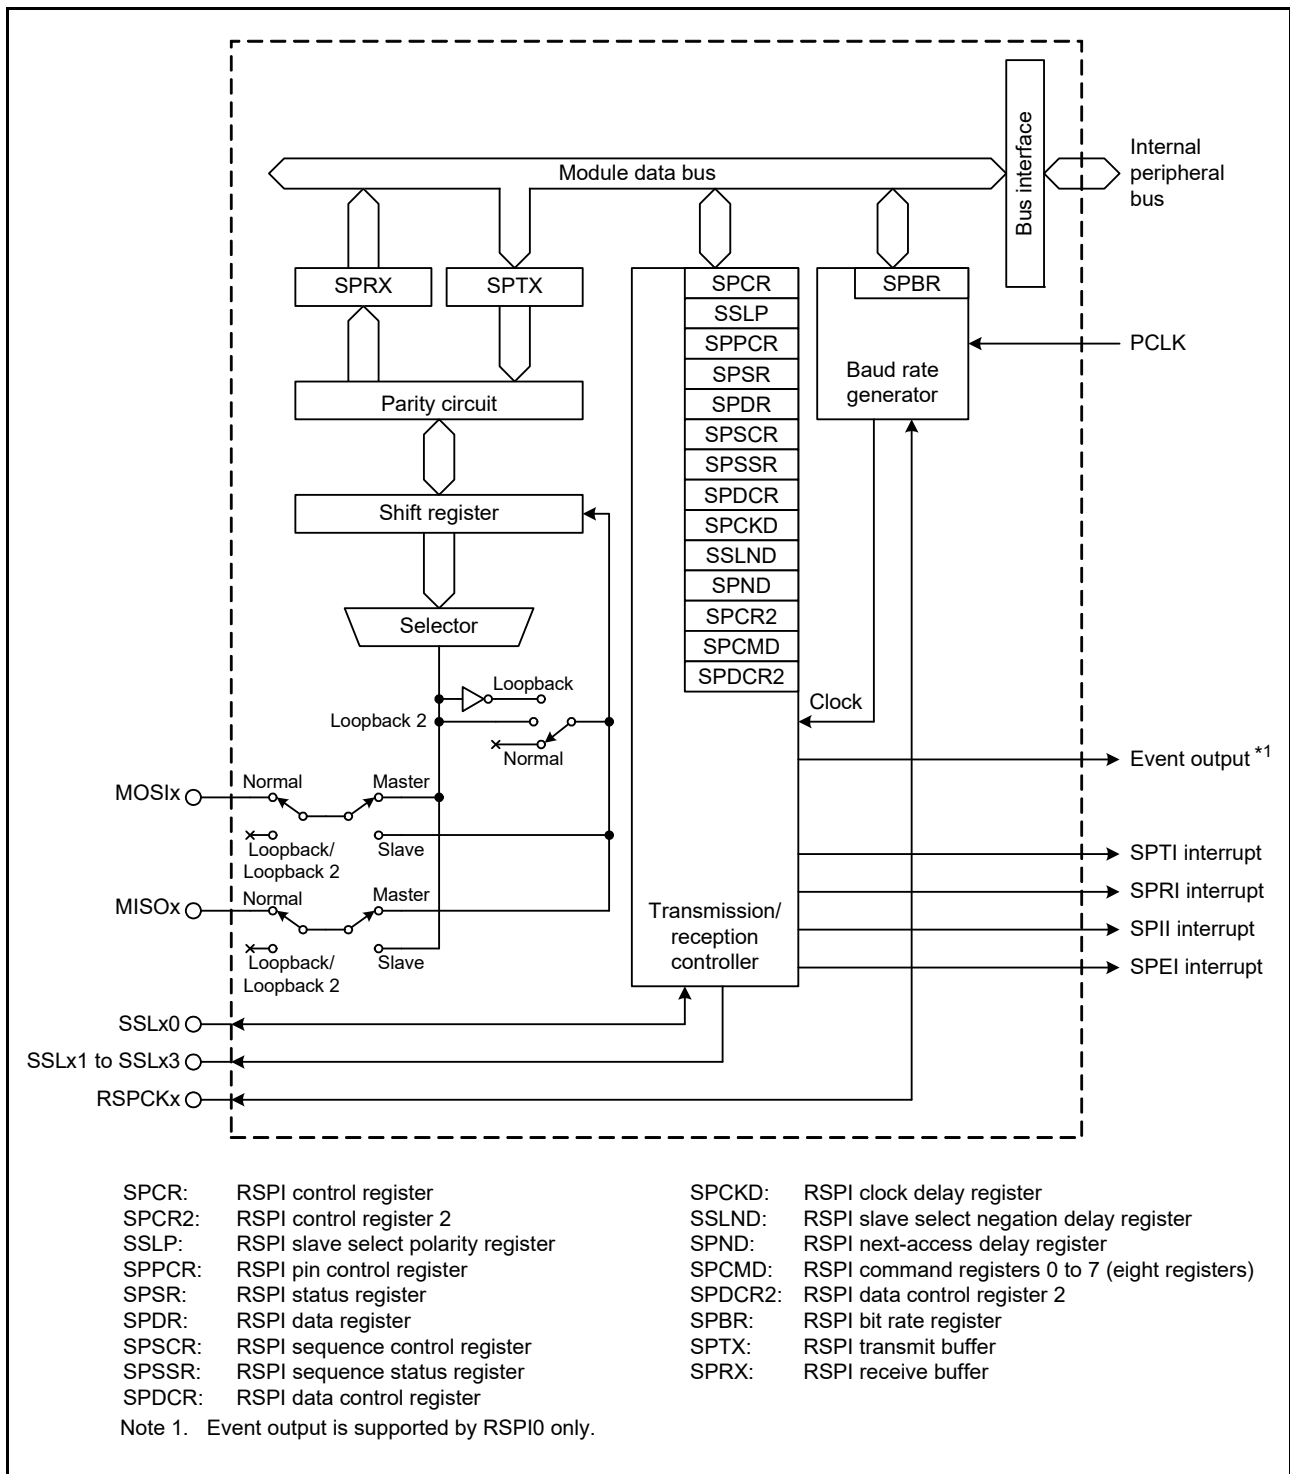 Module data bus
Bus interface
Internal
peripheral
bus
SPRX
SPTX
SPCR
SPBR
SSLP
SPPCR
SPSR
SPDR
SPSCR
SPSSR
SPDCR
SPCKD
SSLND
SPND
SPCR2
SPCMD
SPDCR2
PCLK
Baud rate
generator
Parity circuit
Shift register
Selector
Loopback
Loopback 2
Normal
Clock
Event output *1
MOSIx
Normal
Master
Loopback/
Loopback 2
Slave
SPTI interrupt
SPRI interrupt
SPII interrupt
SPEI interrupt
MISOx
Normal
Master
Loopback/
Loopback 2
Slave
Transmission/
reception
controller
SSLx0
SSLx1 to SSLx3
RSPCKx
SPCR: RSPI control register
SPCR2: RSPI control register 2
SSLP: RSPI slave select polarity register
SPPCR: RSPI pin control register
SPSR: RSPI status register
SPDR: RSPI data register
SPSCR: RSPI sequence control register
SPSSR: RSPI sequence status register
SPDCR: RSPI data control register
SPCKD: RSPI clock delay register
SSLND: RSPI slave select negation delay register
SPND: RSPI next-access delay register
SPCMD: RSPI command registers 0 to 7 (eight registers)
SPDCR2: RSPI data control register 2
SPBR: RSPI bit rate register
SPTX: RSPI transmit buffer
SPRX: RSPI receive buffer
Note 1. Event output is supported by RSPI0 only.